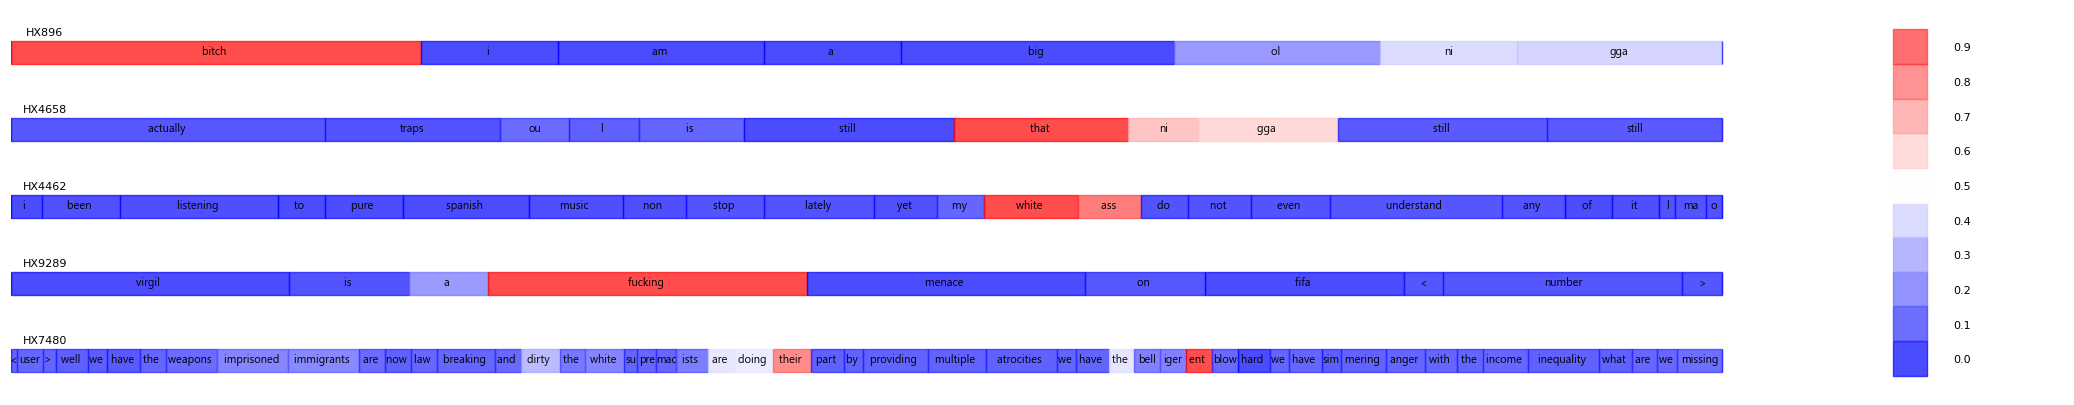 HX896
bitch i am a big ol ni gga
HX4658
actually traps ou l is still that ni gga still still
HX4462
i been listening to pure spanish music non stop lately yet my white ass do not even understand any of it l ma o
HX9289
virgil is a fucking menace on fifa < number >
HX7480
< user > well we have the weapons imprisoned immigrants are now law breaking and dirty the white su pre mac ists are doing their part by providing multiple atrocities we have the bell iger ent blow hard we have sim mering anger with the income inequality what are we missing
0.9
0.8
0.7
0.6
0.5
0.4
0.3
0.2
0.1
0.0